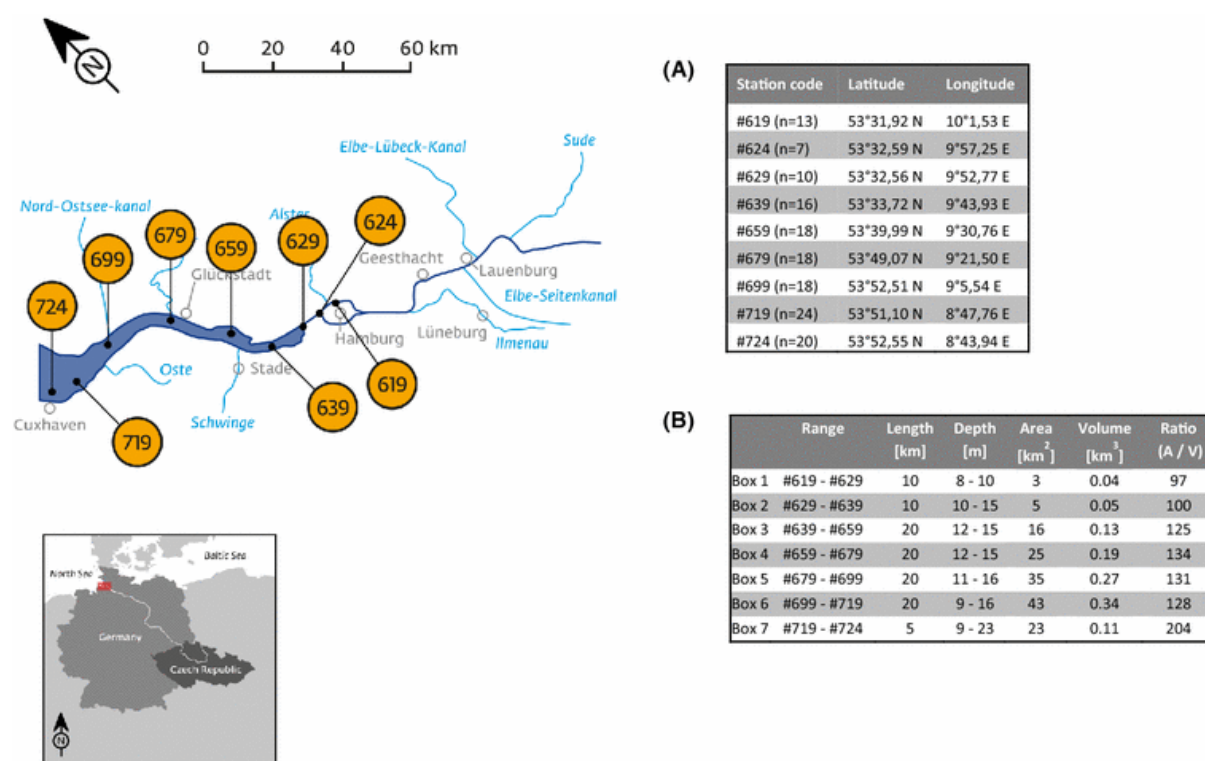 N
0 20 40 60 km
Elbe-Lübeck-Kanal
Sude
Nord-Ostsee-kanal
Alster
624
679
659
629
699
Glückstadt
Geesthacht
Lauenburg
724
Elbe-Seitenkanal
Hamburg
Lüneburg
Ilmenau
Oste
Stade
619
Cuxhaven
Schwinge
639
719
North Sea
Baltic Sea
Germany
Czech Republic
N
(A)
Station code Latitude Longitude
#619 (n=13) 53°31,92 N 10°1,53 E
#624 (n=7) 53°32,59 N 9°57,25 E
#629 (n=10) 53°32,56 N 9°52,77 E
#639 (n=16) 53°33,72 N 9°43,93 E
#659 (n=18) 53°39,99 N 9°30,76 E
#679 (n=18) 53°49,07 N 9°21,50 E
#699 (n=18) 53°52,51 N 9°5,54 E
#719 (n=24) 53°51,10 N 8°47,76 E
#724 (n=20) 53°52,55 N 8°43,94 E
(B)
Range Length Depth Area Volume Ratio
[km] [m] [km²] [km³] (A / V)
Box 1 #619 - #629 10 8 - 10 3 0.04 97
Box 2 #629 - #639 10 10 - 15 5 0.05 100
Box 3 #639 - #659 20 12 - 15 16 0.13 125
Box 4 #659 - #679 20 12 - 15 25 0.19 134
Box 5 #679 - #699 20 11 - 16 35 0.27 131
Box 6 #699 - #719 20 9 - 16 43 0.34 128
Box 7 #719 - #724 5 9 - 23 23 0.11 204